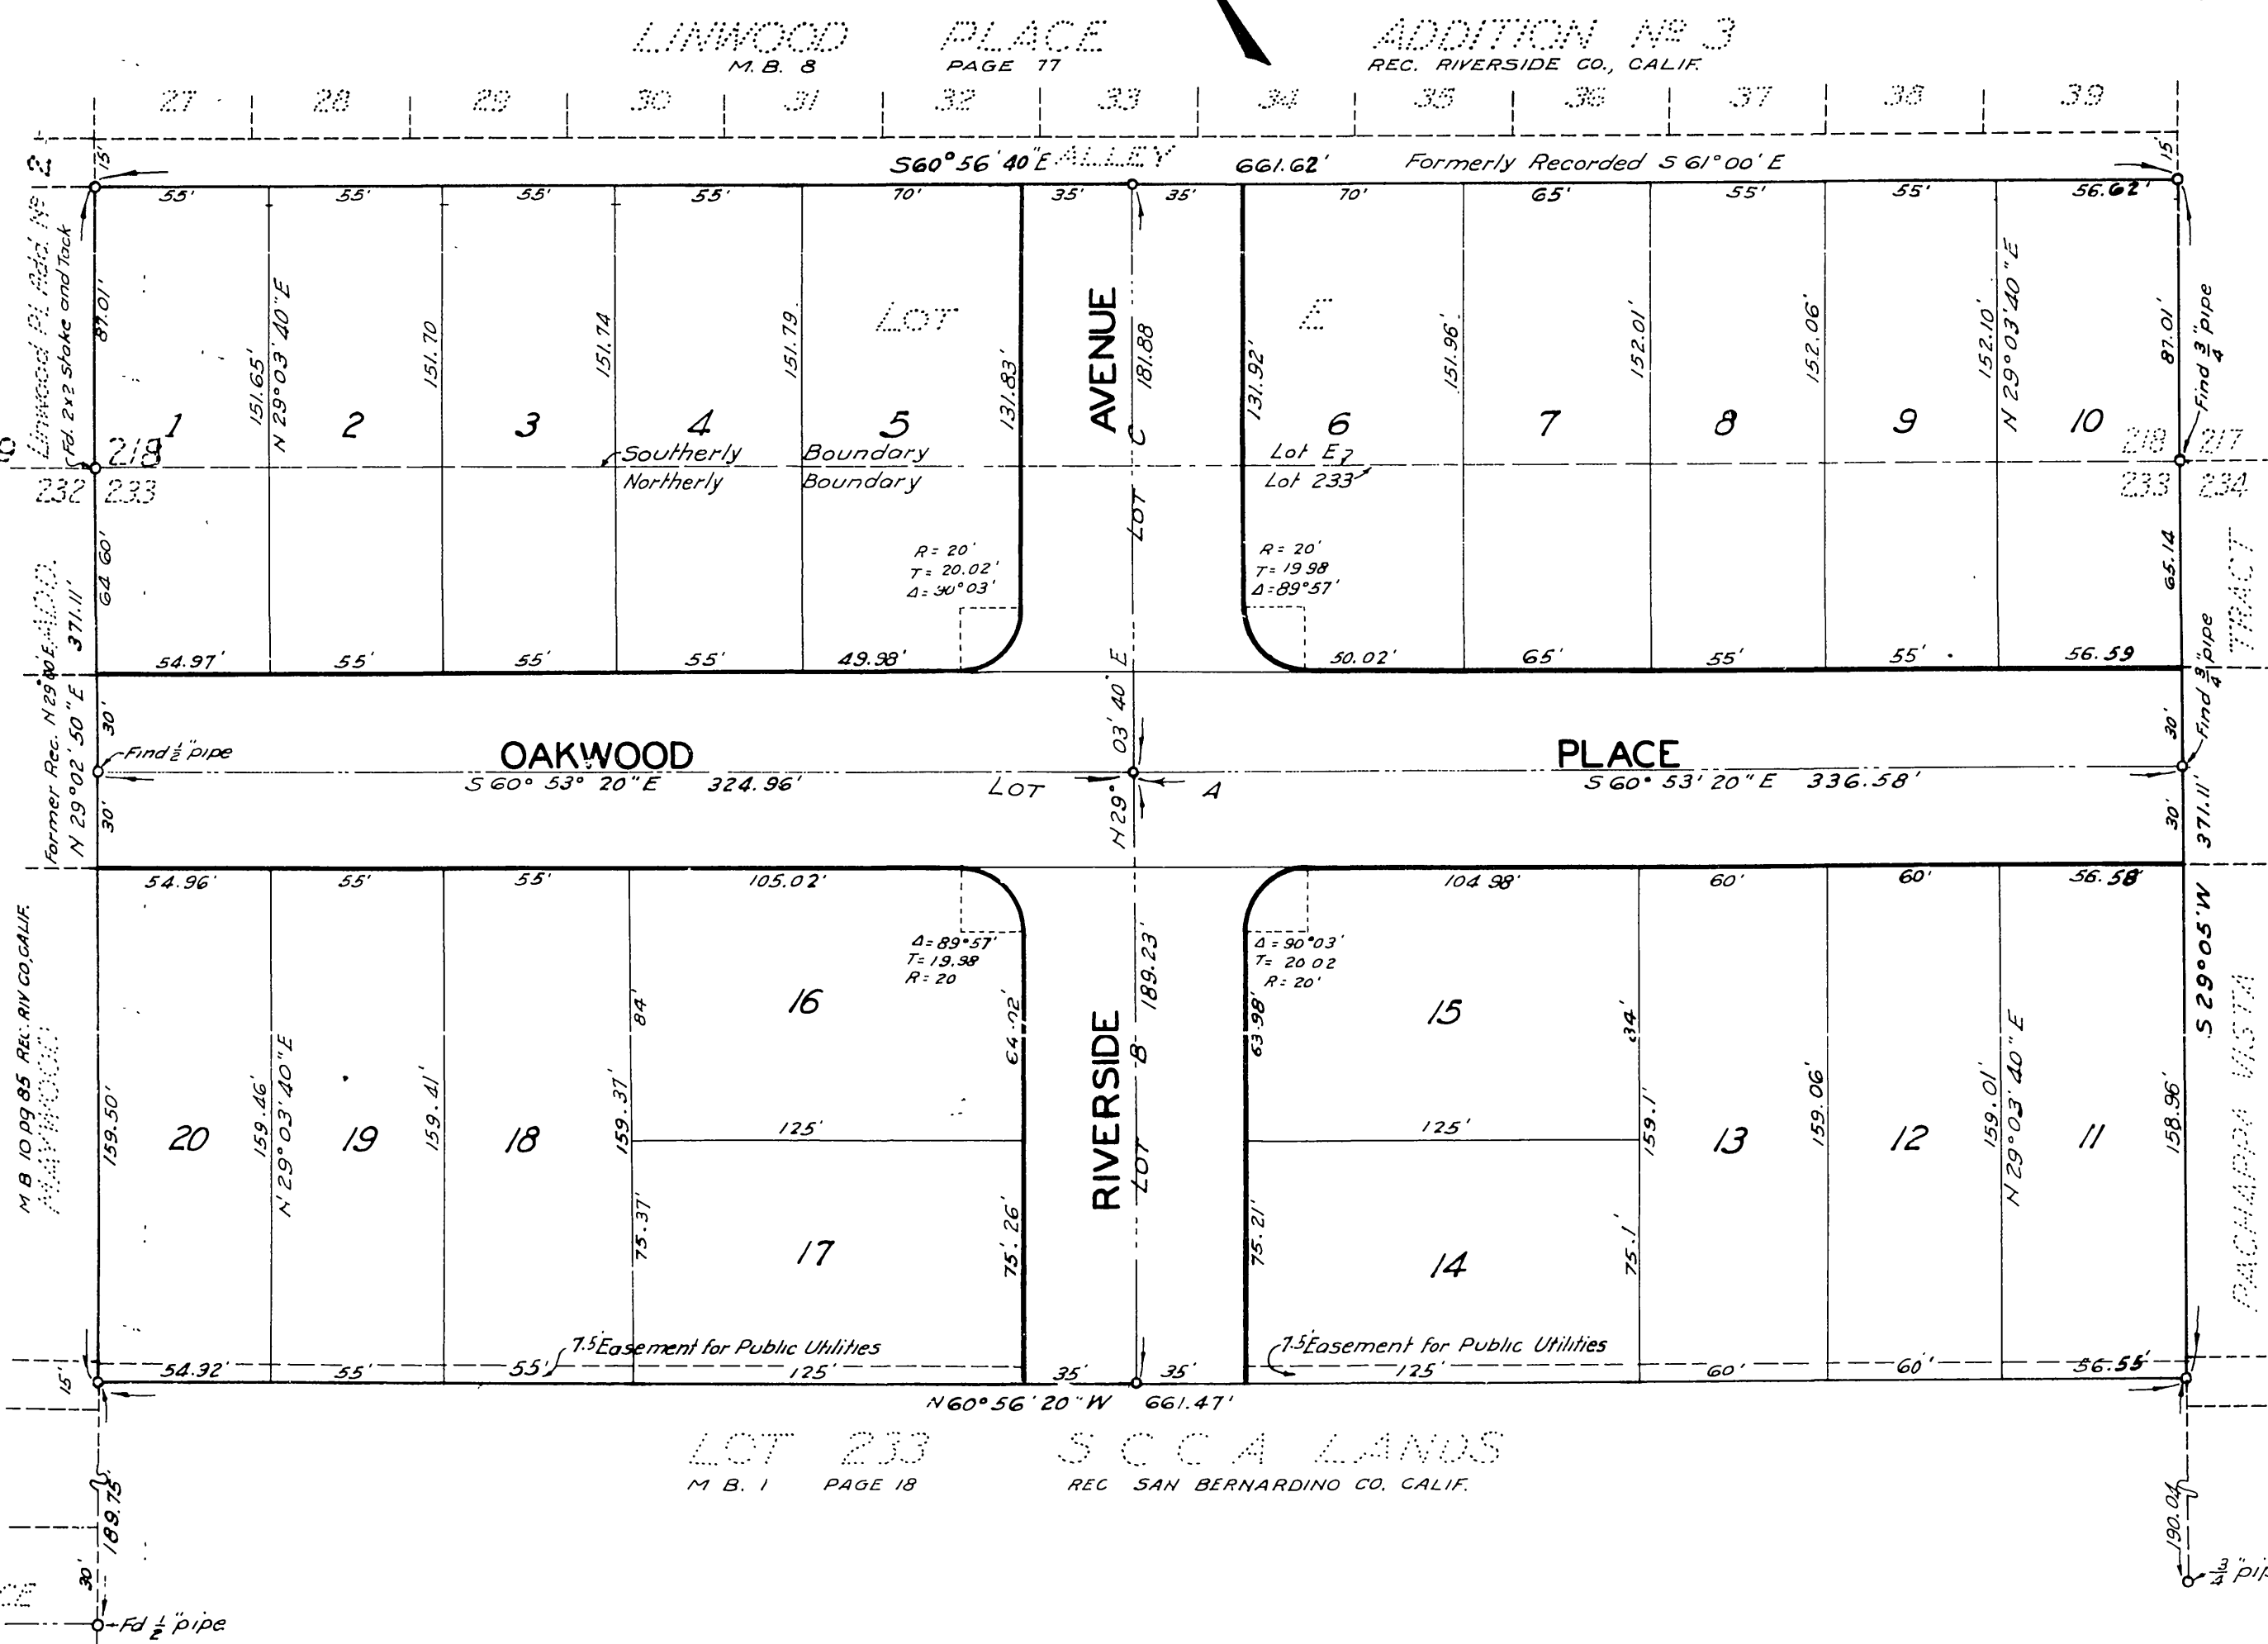 LINWOOD PLACE ADDITION Nº 3
M.B. 8 PAGE 77 REC. RIVERSIDE CO., CALIF.
27 28 29 30 31 32 33 34 35 36 37 38 39
15' S60°56'40"E ALLEY 661.62' Formerly Recorded S 61°00' E 15'
55' 55' 55' 55' 70' 35' 35' 70' 65' 55' 55' 56.62'
Linwood Pl. Add. Nº 2
Fd. 2x2 Stake and Tack
87.01'
151.65'
N 29°03'40"E
151.70
151.74
151.79
LOT E
131.83'
AVENUE
LOT C 181.88
131.92'
151.96'
152.01'
152.06'
152.10'
N 29°03'40"E
87.01'
Find 3/4" pipe
1 2 3 4 5 6 7 8 9 10
218 218 217
Southerly Boundary Lot E
Northerly Boundary Lot 233
232 233 233 234
64 60'
R = 20'
T = 20.02'
Δ = 90°03'
R = 20'
T = 19 98
Δ = 89°57'
65.14
TRACT
54.97' 55' 55' 55' 49.98' 50.02' 65' 55' 55' 56.59
ADD.
Former Rec. N 29°00'E 371.11'
N 29°02'50"E
30'
Find 1/2" pipe
30'
OAKWOOD PLACE
S 60° 53° 20"E 324.96' LOT A S 60° 53' 20"E 336.58'
N 29° 03' 40" E
30'
Find 3/4" pipe
30'
371.11'
S 29°05'W
54.96' 55' 55' 105.02' 104 98' 60' 60' 56.58'
M B 10 pg 85 REC. RIV CO, CALIF.
MAYWOOD
Δ = 89°57'
T = 19.98
R = 20
Δ = 90°03'
T = 20 02
R = 20'
159.50'
159.46'
N 29°03'40"E
159.41'
159.37'
84'
64.02'
RIVERSIDE
LOT B 189.23'
63.98'
34'
159.1'
159.06'
159.01'
N 29°03'40"E
158.96'
PACHAPPA VISTA
16 15
125' 125'
20 19 18 13 12 11
75.37'
17
75'.26'
75.21'
14
75.1'
7.5' Easement for Public Utilities 7.5' Easement for Public Utilities
15' 54.92' 55' 55' 125' 35' 35' 125' 60' 60' 56.55'
N 60°56'20"W 661.47'
LOT 233 S C C A LANDS
M B. 1 PAGE 18 REC SAN BERNARDINO CO. CALIF.
189.75'
190.04
30'
3/4" pip
Fd 1/2" pipe